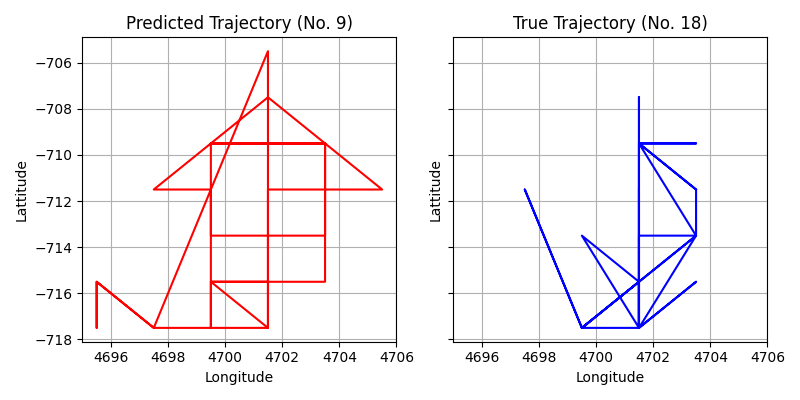 Predicted Trajectory (No. 9)
True Trajectory (No. 18)
−706
−708
−710
−712
−714
−716
−718
Lattitude
Lattitude
4696 4698 4700 4702 4704 4706
4696 4698 4700 4702 4704 4706
Longitude
Longitude